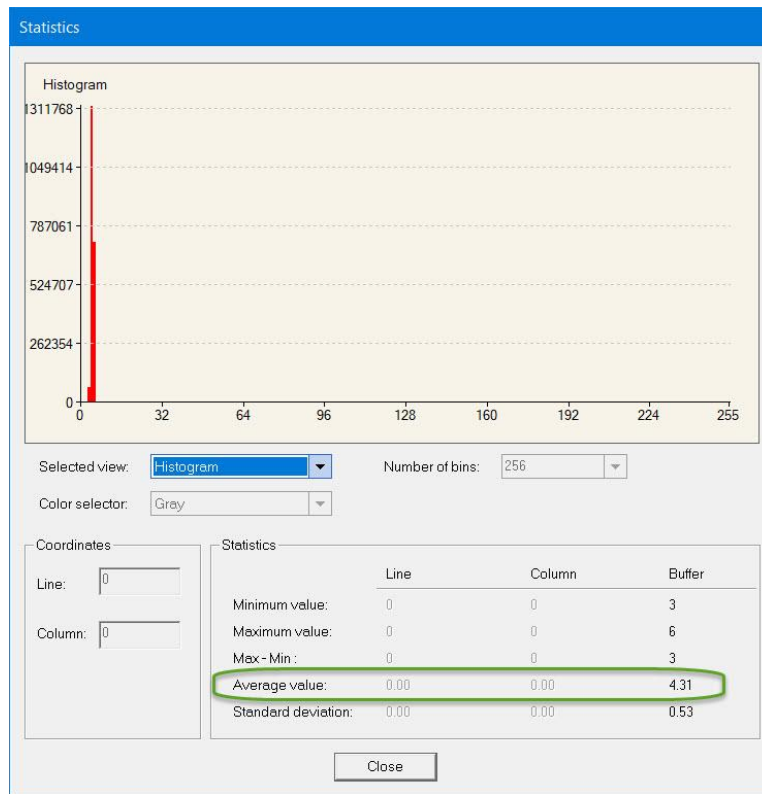 Statistics
Histogram
1311768
1049414
787061
524707
262354
0
0 32 64 96 128 160 192 224 255
Selected view: Histogram Number of bins: 256
Color selector: Gray
Coordinates
Line: 0
Column: 0
Statistics
Line Column Buffer
Minimum value: 0 0 3
Maximum value: 0 0 6
Max - Min : 0 0 3
Average value: 0.00 0.00 4.31
Standard deviation: 0.00 0.00 0.53
Close